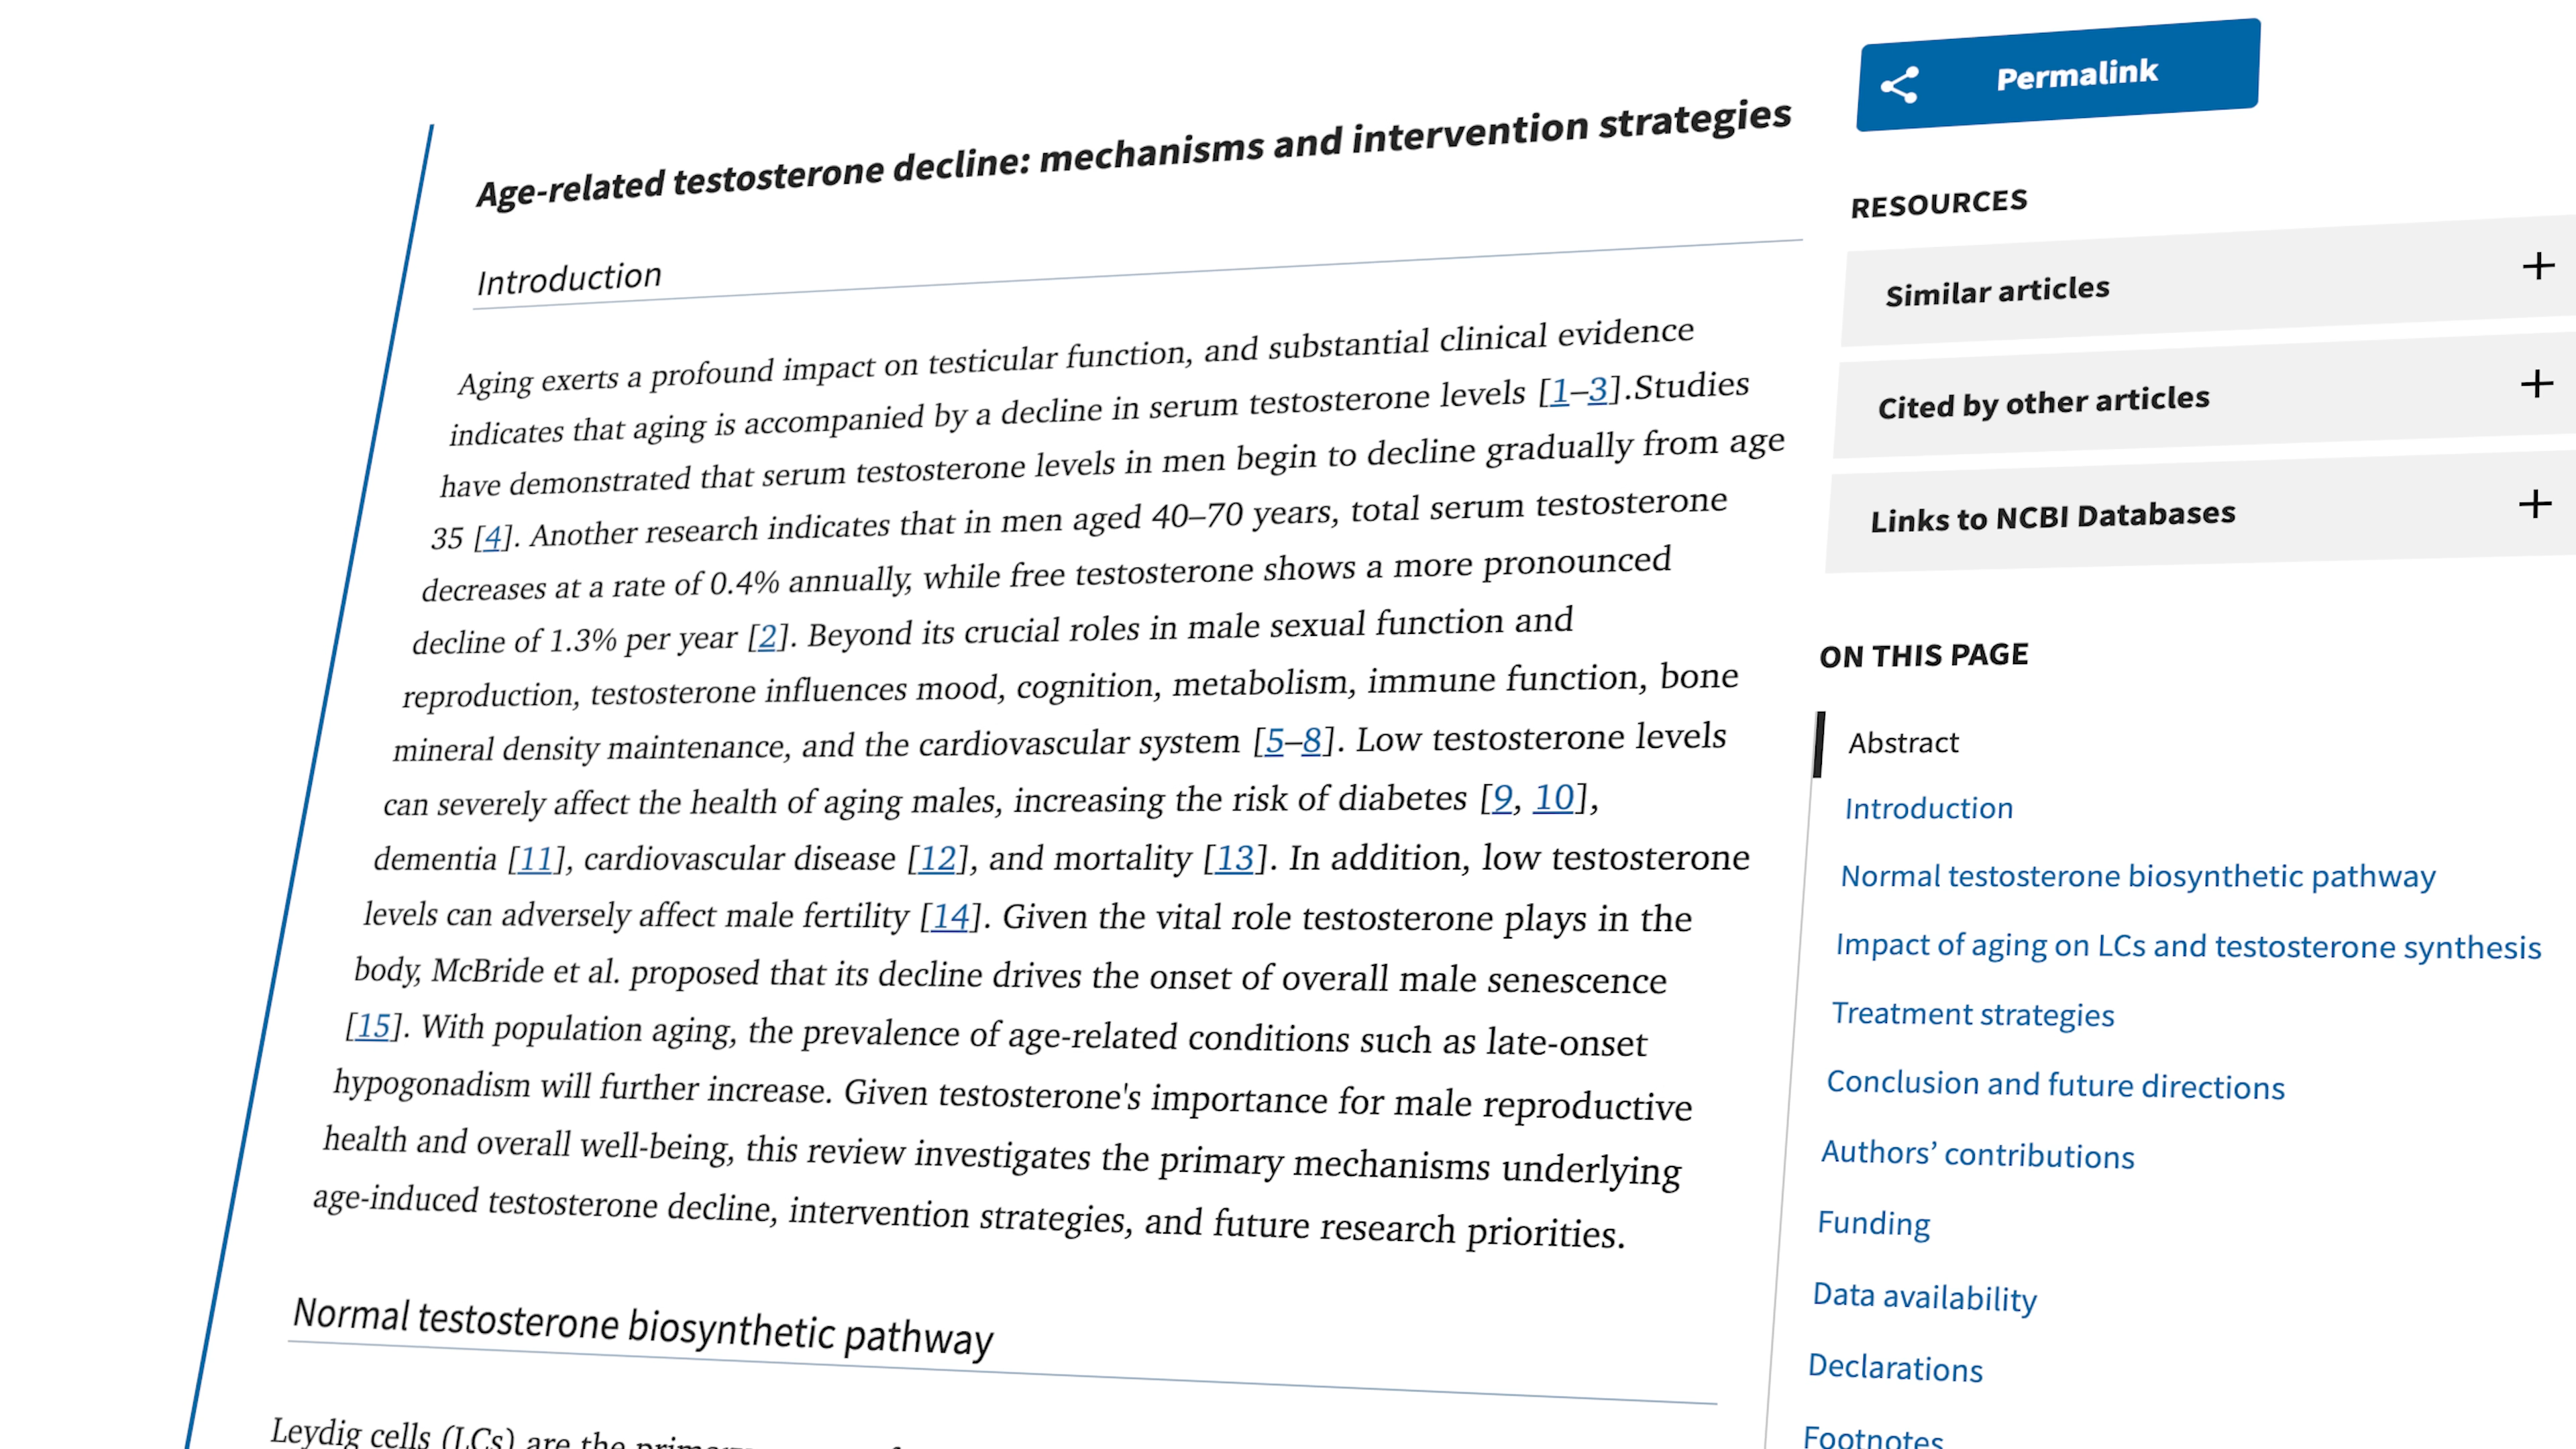 Age-related testosterone decline: mechanisms and intervention strategies
Introduction
Aging exerts a profound impact on testicular function, and substantial clinical evidence
indicates that aging is accompanied by a decline in serum testosterone levels [1–3].Studies
have demonstrated that serum testosterone levels in men begin to decline gradually from age
35 [4]. Another research indicates that in men aged 40–70 years, total serum testosterone
decreases at a rate of 0.4% annually, while free testosterone shows a more pronounced
decline of 1.3% per year [2]. Beyond its crucial roles in male sexual function and
reproduction, testosterone influences mood, cognition, metabolism, immune function, bone
mineral density maintenance, and the cardiovascular system [5–8]. Low testosterone levels
can severely affect the health of aging males, increasing the risk of diabetes [9, 10],
dementia [11], cardiovascular disease [12], and mortality [13]. In addition, low testosterone
levels can adversely affect male fertility [14]. Given the vital role testosterone plays in the
body, McBride et al. proposed that its decline drives the onset of overall male senescence
[15]. With population aging, the prevalence of age-related conditions such as late-onset
hypogonadism will further increase. Given testosterone's importance for male reproductive
health and overall well-being, this review investigates the primary mechanisms underlying
age-induced testosterone decline, intervention strategies, and future research priorities.
Normal testosterone biosynthetic pathway
Leydig cells (LCs) are the
Permalink
RESOURCES
Similar articles
Cited by other articles
Links to NCBI Databases
ON THIS PAGE
Abstract
Introduction
Normal testosterone biosynthetic pathway
Impact of aging on LCs and testosterone synthesis
Treatment strategies
Conclusion and future directions
Authors’ contributions
Funding
Data availability
Declarations
Footnotes